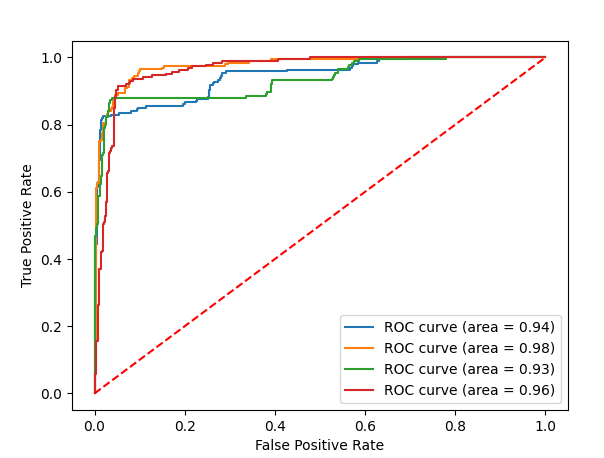 1.0
0.8
0.6
0.4
0.2
0.0
True Positive Rate
ROC curve (area = 0.94)
ROC curve (area = 0.98)
ROC curve (area = 0.93)
ROC curve (area = 0.96)
0.0 0.2 0.4 0.6 0.8 1.0
False Positive Rate